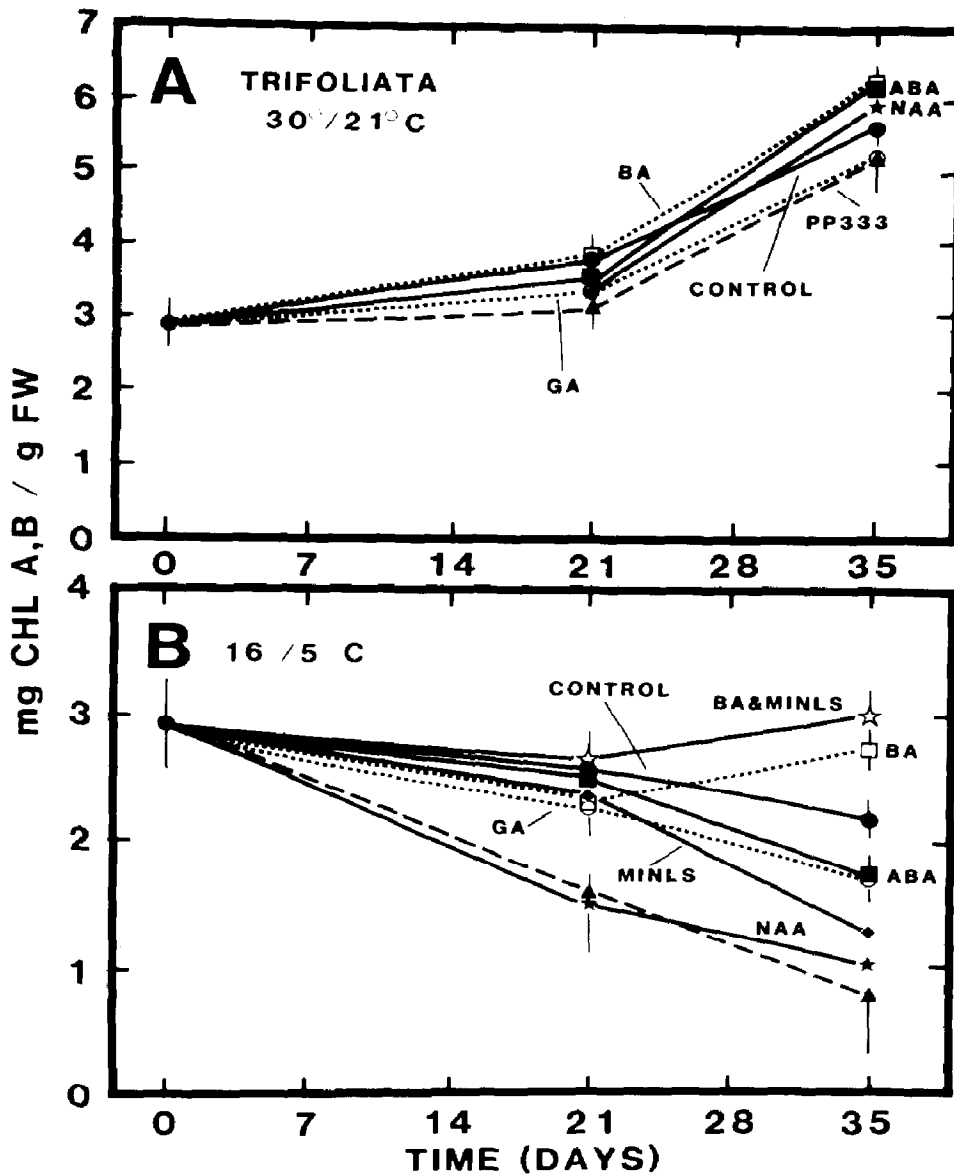 mg CHL A,B / g FW
7
6
5
4
3
2
1
0
A TRIFOLIATA
30°/21°C
BA
ABA
NAA
PP333
CONTROL
GA
0 7 14 21 28 35
4
3
2
1
0
B 16 /5 C
CONTROL
BA&MINLS
BA
GA
MINLS
ABA
NAA
0 7 14 21 28 35
TIME (DAYS)